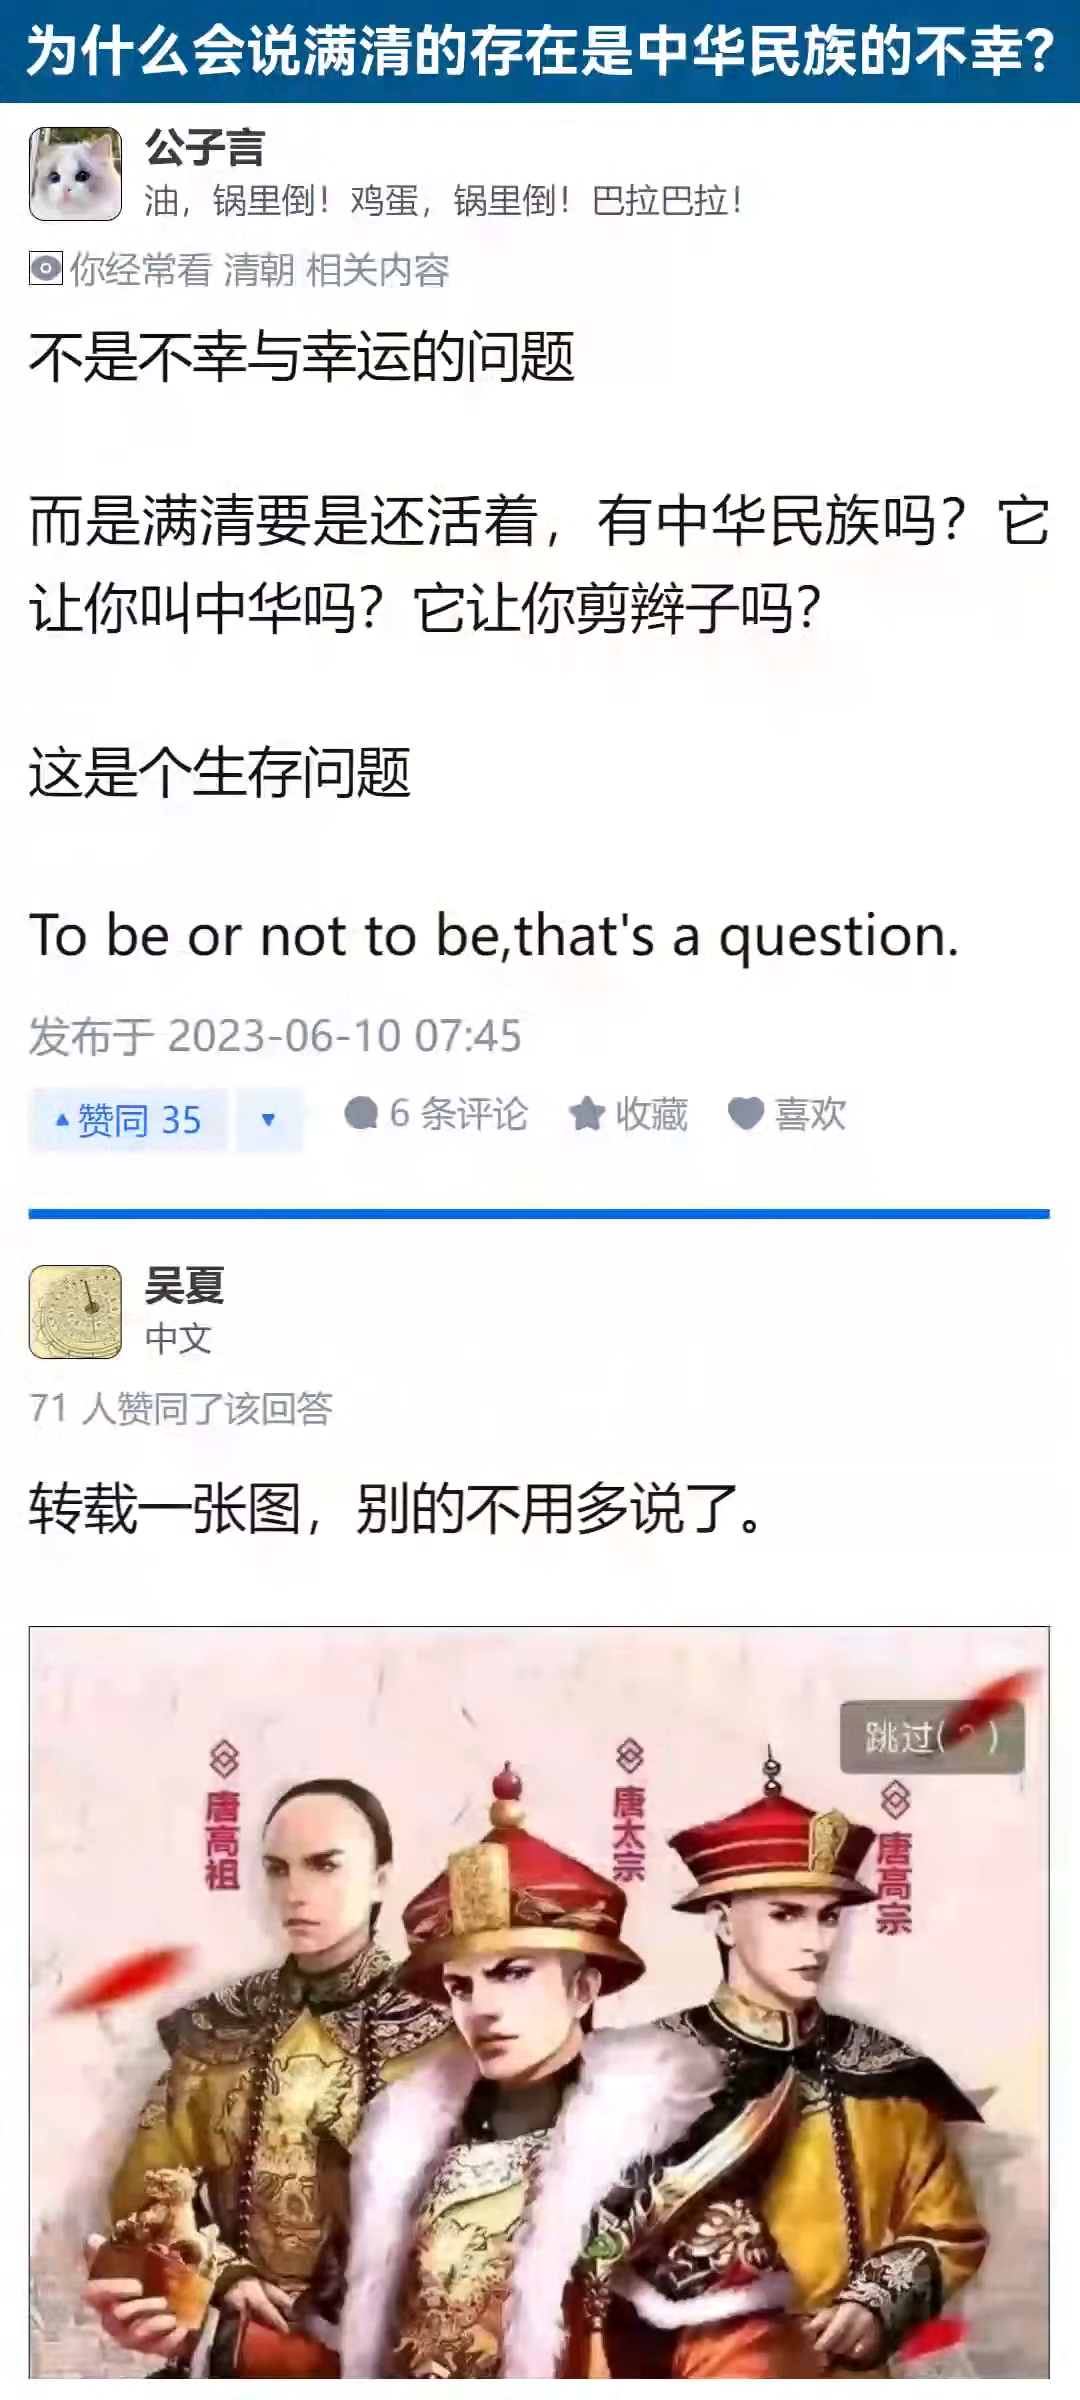 为什么会说满清的存在是中华民族的不幸？
公子言
油，锅里倒！鸡蛋，锅里倒！巴拉巴拉！
你经常看 清朝 相关内容
不是不幸与幸运的问题
而是满清要是还活着，有中华民族吗？它
让你叫中华吗？它让你剪辫子吗？
这是个生存问题
To be or not to be,that's a question.
发布于 2023-06-10 07:45
赞同 35
6 条评论
收藏
喜欢
吴夏
中文
71 人赞同了该回答
转载一张图，别的不用多说了。
跳过( )
唐高祖
唐太宗
唐高宗